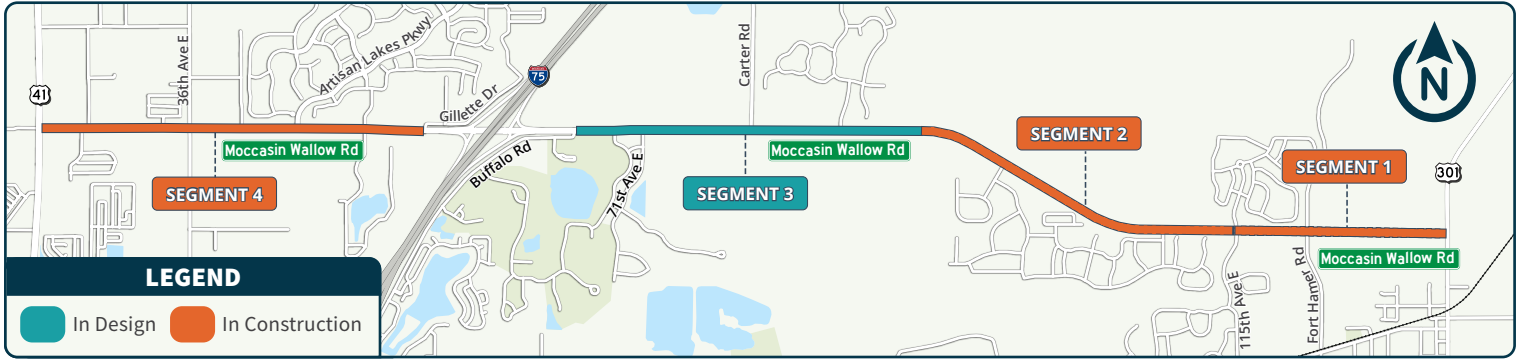 41
36th Ave E
Artisan Lakes Pkwy
Gillette Dr
75
Carter Rd
N
Moccasin Wallow Rd
SEGMENT 4
Buffalo Rd
71st Ave E
Moccasin Wallow Rd
SEGMENT 3
SEGMENT 2
SEGMENT 1
301
Moccasin Wallow Rd
115th Ave E
Fort Hamer Rd
LEGEND
In Design
In Construction